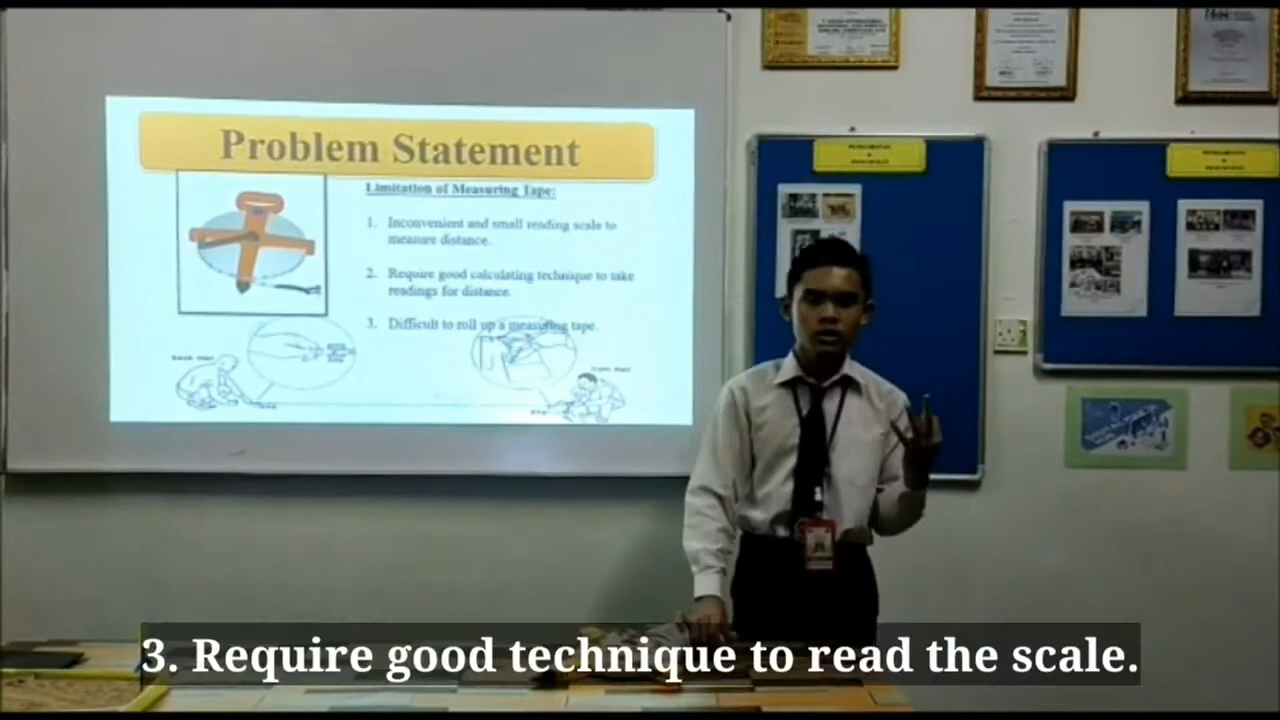 Problem Statement
Limitation of Measuring Tape:
1. Inconvenient and small reading scale to
measure distance.
2. Require good calculating technique to take
readings for distance.
3. Difficult to roll up a measuring tape.
3. Require good technique to read the scale.